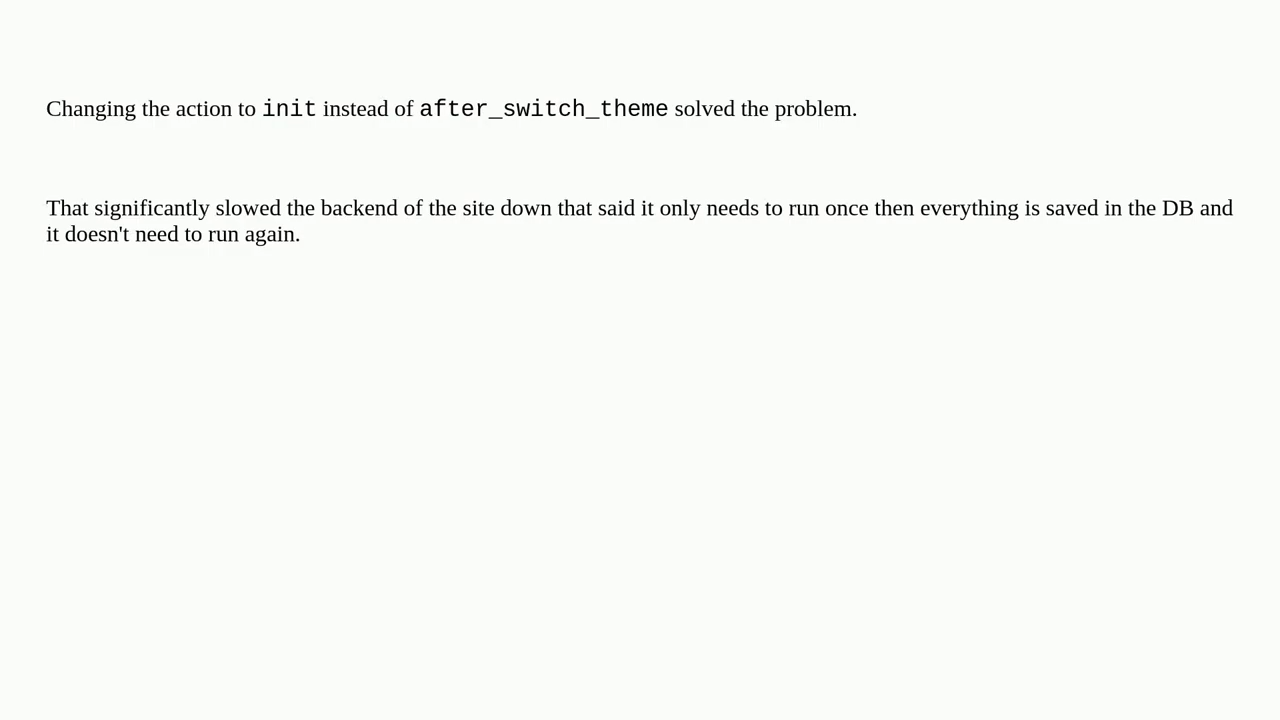 Changing the action to init instead of after_switch_theme solved the problem.
That significantly slowed the backend of the site down that said it only needs to run once then everything is saved in the DB and
it doesn't need to run again.